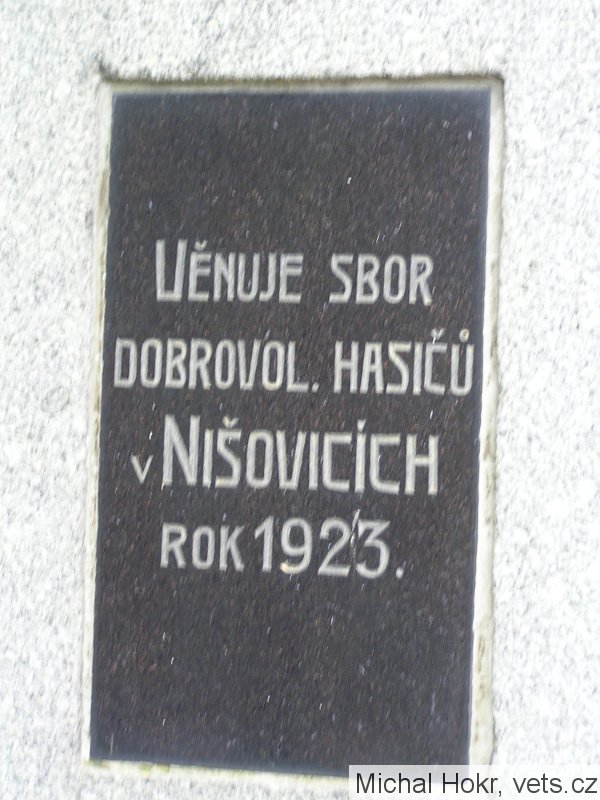 VĚNUJE SBOR
DOBROVOL. HASIČŮ
V NIŠOVICÍCH
ROK 1923.
Michal Hokr, vets.cz